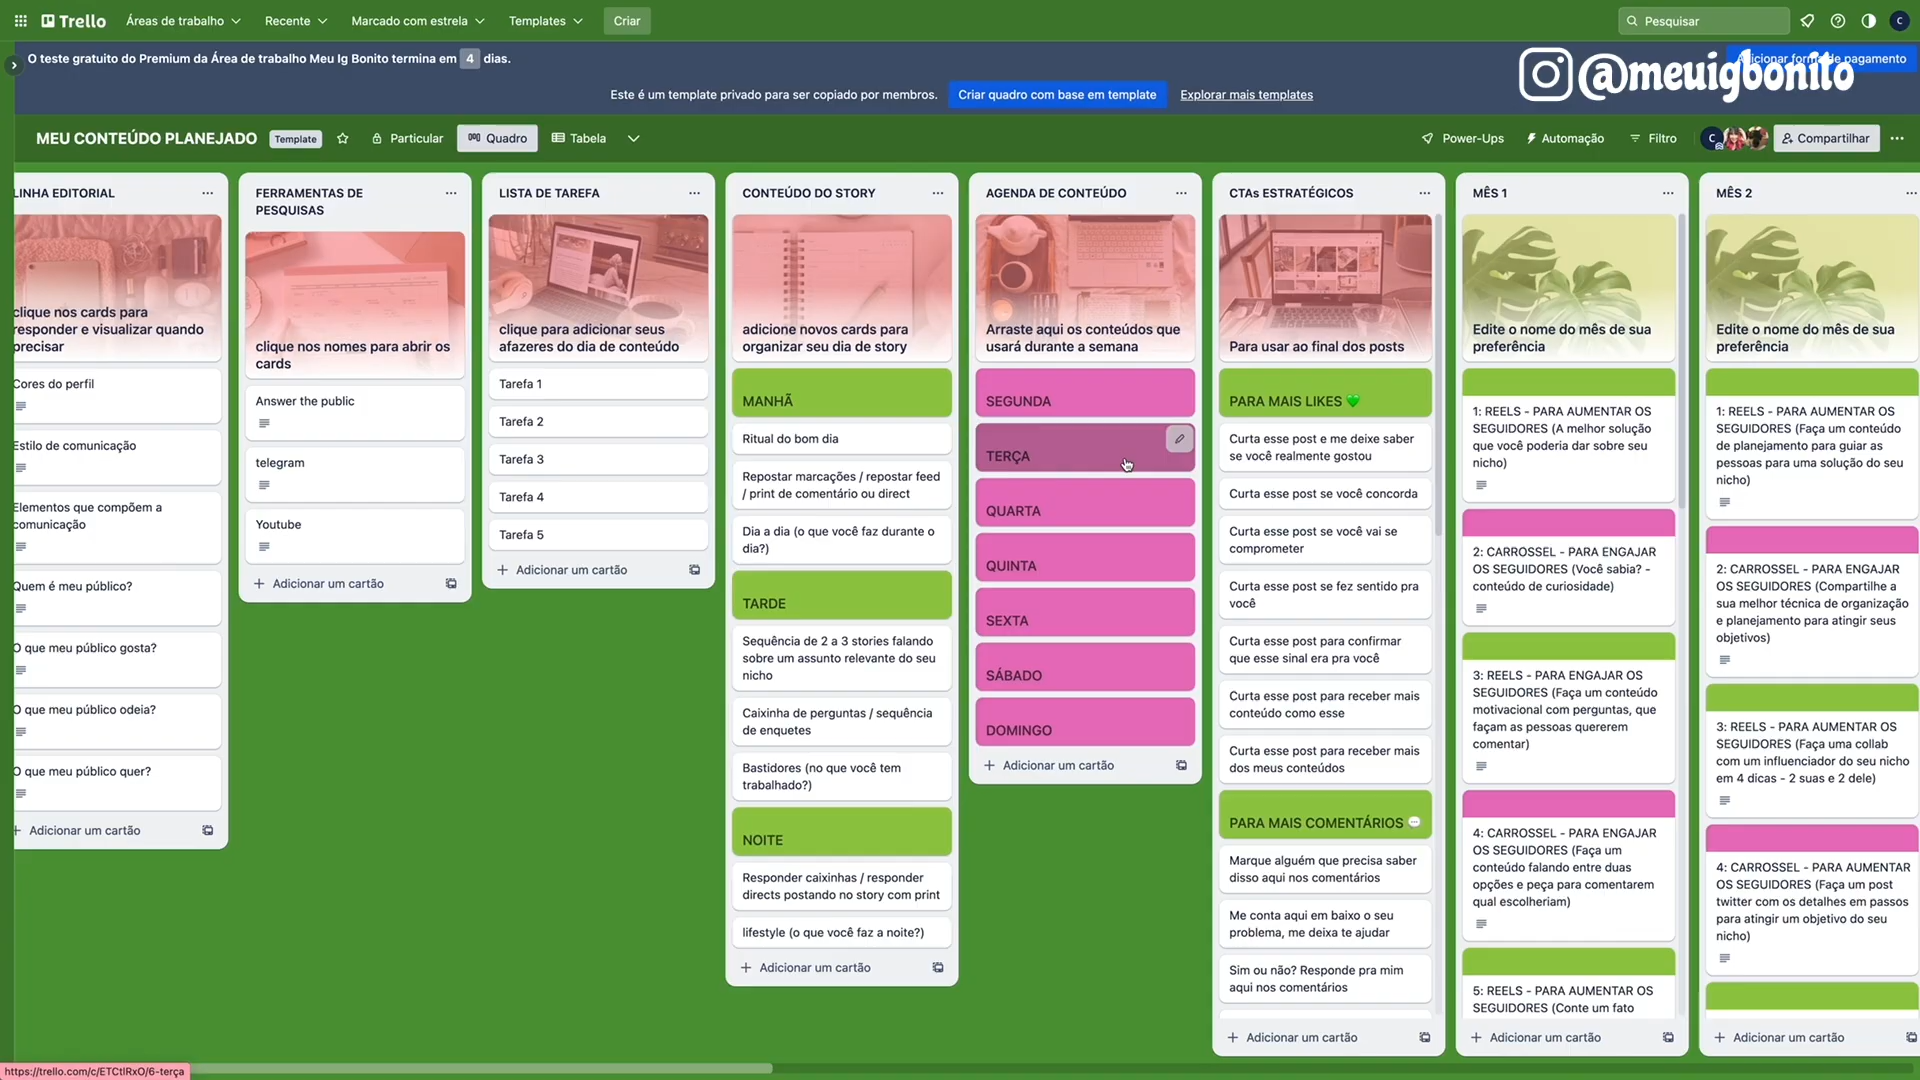 Trello
Áreas de trabalho
Recente
Marcado com estrela
Templates
Criar
Pesquisar
C
O teste gratuito do Premium da Área de trabalho Meu Ig Bonito termina em 4 dias.
@meuigbonito
Este é um template privado para ser copiado por membros.
Criar quadro com base em template
Explorar mais templates
MEU CONTEÚDO PLANEJADO
Template
Particular
Quadro
Tabela
Power-Ups
Automação
Filtro
C
Compartilhar
LINHA EDITORIAL
clique nos cards para
responder e visualizar quando
precisar
Cores do perfil
Estilo de comunicação
Elementos que compõem a
comunicação
Quem é meu público?
O que meu público gosta?
O que meu público odeia?
O que meu público quer?
+ Adicionar um cartão
FERRAMENTAS DE
PESQUISAS
clique nos nomes para abrir os
cards
Answer the public
telegram
Youtube
+ Adicionar um cartão
LISTA DE TAREFA
clique para adicionar seus
afazeres do dia de conteúdo
Tarefa 1
Tarefa 2
Tarefa 3
Tarefa 4
Tarefa 5
+ Adicionar um cartão
CONTEÚDO DO STORY
adicione novos cards para
organizar seu dia de story
MANHÃ
Ritual do bom dia
Repostar marcações / repostar feed
/ print de comentário ou direct
Dia a dia (o que você faz durante o
dia?)
TARDE
Sequência de 2 a 3 stories falando
sobre um assunto relevante do seu
nicho
Caixinha de perguntas / sequência
de enquetes
Bastidores (no que você tem
trabalhado?)
NOITE
Responder caixinhas / responder
directs postando no story com print
lifestyle (o que você faz a noite?)
+ Adicionar um cartão
AGENDA DE CONTEÚDO
Arraste aqui os conteúdos que
usará durante a semana
SEGUNDA
TERÇA
QUARTA
QUINTA
SEXTA
SÁBADO
DOMINGO
+ Adicionar um cartão
CTAs ESTRATÉGICOS
Para usar ao final dos posts
PARA MAIS LIKES 💚
Curta esse post e me deixe saber
se você realmente gostou
Curta esse post se você concorda
Curta esse post se você vai se
comprometer
Curta esse post se fez sentido pra
você
Curta esse post para confirmar
que esse sinal era pra você
Curta esse post para receber mais
conteúdo como esse
Curta esse post para receber mais
dos meus conteúdos
PARA MAIS COMENTÁRIOS 💬
Marque alguém que precisa saber
disso aqui nos comentários
Me conta aqui em baixo o seu
problema, me deixa te ajudar
Sim ou não? Responde pra mim
aqui nos comentários
+ Adicionar um cartão
MÊS 1
Edite o nome do mês de sua
preferência
1: REELS - PARA AUMENTAR OS
SEGUIDORES (A melhor solução
que você poderia dar sobre seu
nicho)
2: CARROSSEL - PARA ENGAJAR
OS SEGUIDORES (Você sabia? -
conteúdo de curiosidade)
3: REELS - PARA ENGAJAR OS
SEGUIDORES (Faça um conteúdo
motivacional com perguntas, que
façam as pessoas quererem
comentar)
4: CARROSSEL - PARA ENGAJAR
OS SEGUIDORES (Faça um
conteúdo falando entre duas
opções e peça para comentarem
qual escolheriam)
5: REELS - PARA AUMENTAR OS
SEGUIDORES (Conte um fato
+ Adicionar um cartão
MÊS 2
Edite o nome do mês de sua
preferência
1: REELS - PARA AUMENTAR OS
SEGUIDORES (Faça um conteúdo
de planejamento para guiar as
pessoas para uma solução do seu
nicho)
2: CARROSSEL - PARA ENGAJAR
OS SEGUIDORES (Compartilhe a
sua melhor técnica de organização
e planejamento para atingir seus
objetivos)
3: REELS - PARA AUMENTAR OS
SEGUIDORES (Faça uma collab
com um influenciador do seu nicho
em 4 dicas - 2 suas e 2 dele)
4: CARROSSEL - PARA AUMENTAR
OS SEGUIDORES (Faça um post
twitter com os detalhes em passos
para atingir um objetivo do seu
nicho)
+ Adicionar um cartão
https://trello.com/c/ETCtIRxO/6-terça